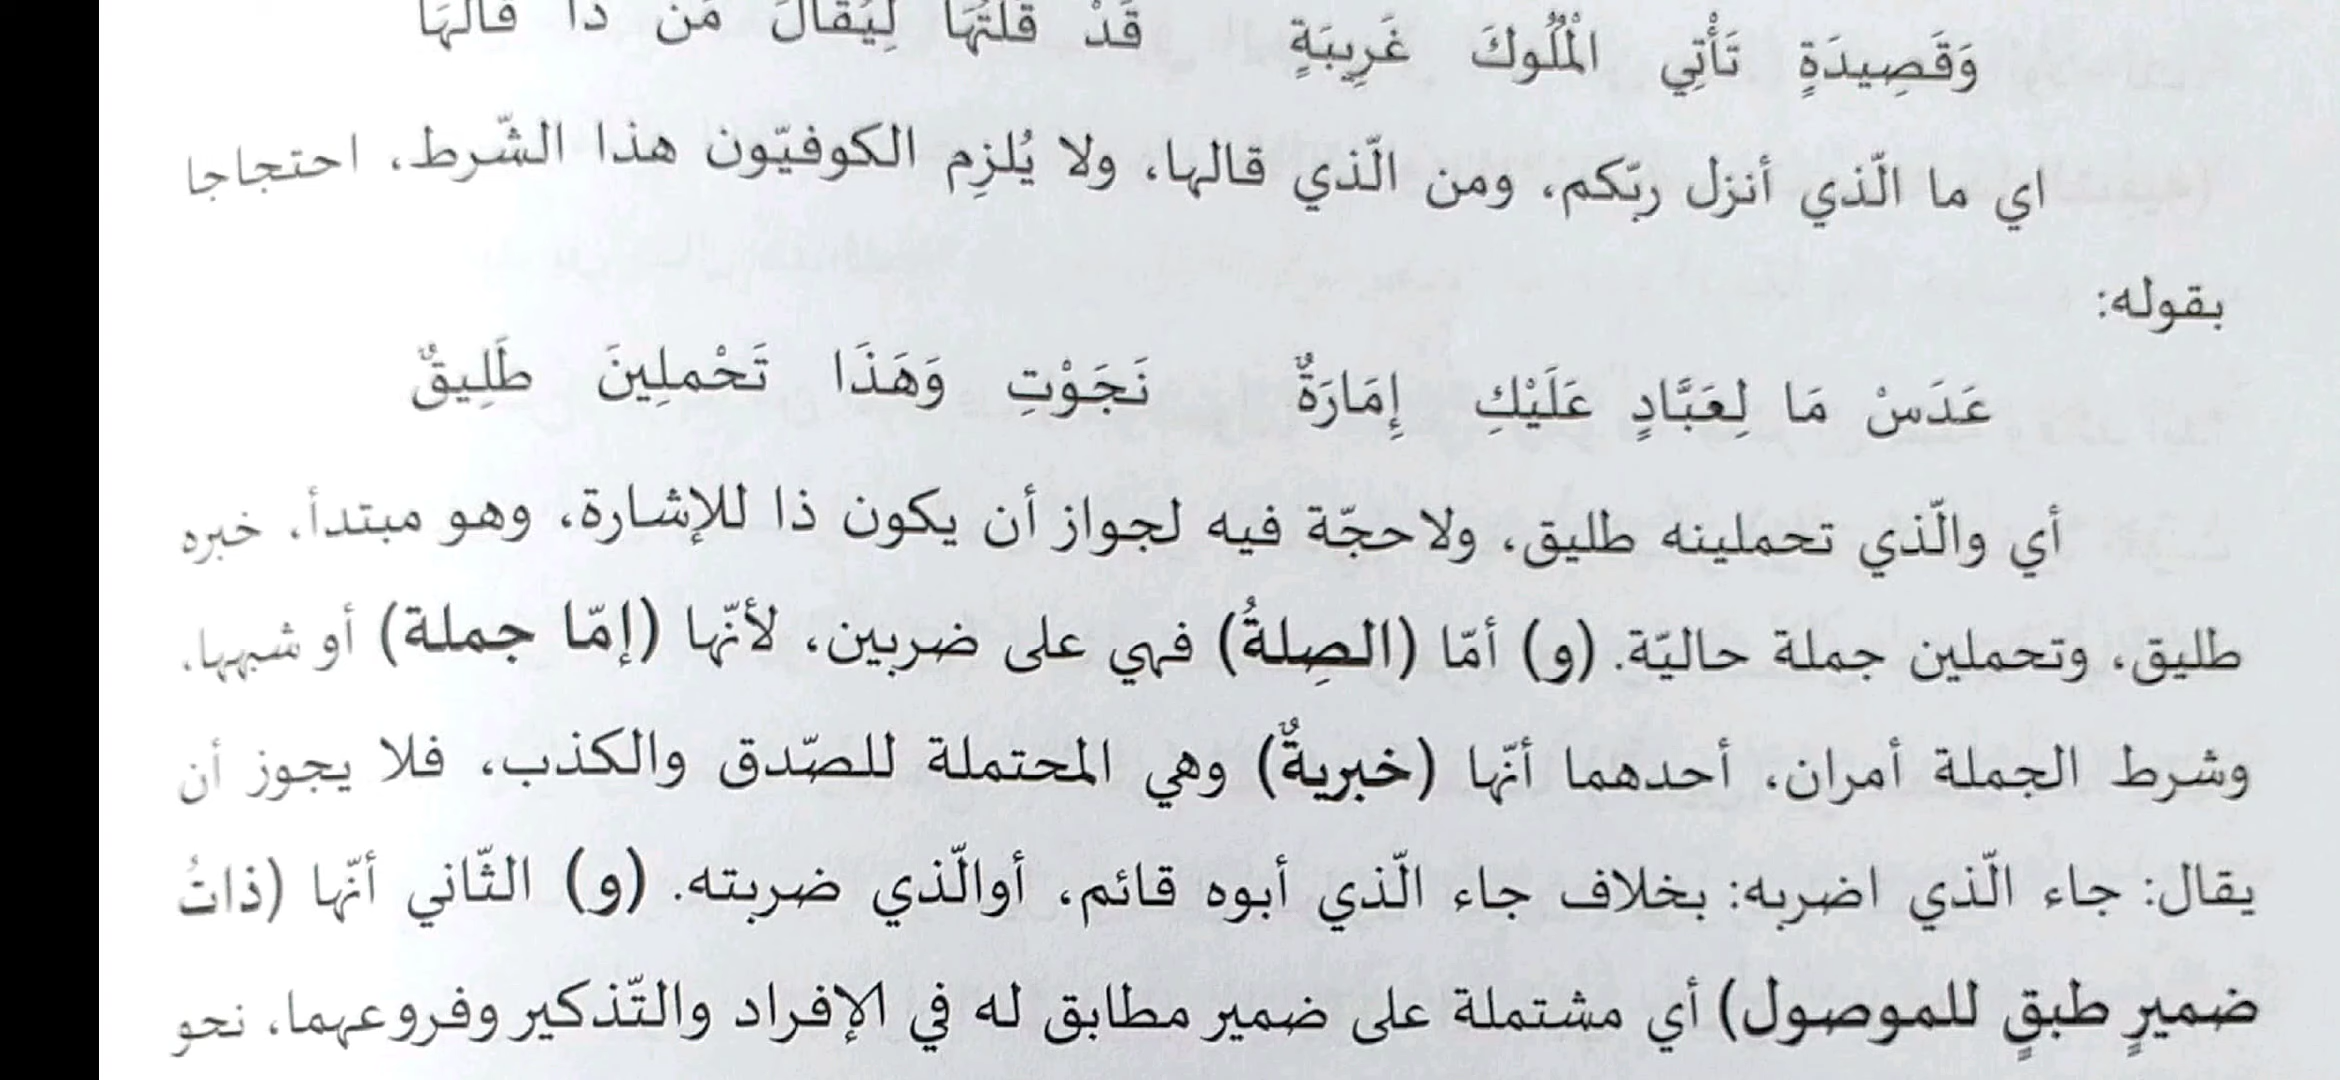 وَقَصِيدَةٍ تَأْتِي الْمُلُوكَ غَرِيبَةٍ قَدْ قُلْتُهَا لِيُقَالَ مَن ذَا قَالَهَا
اي ما الّذي أنزل ربّكم، ومن الّذي قالها، ولا يُلزِم الكوفيّون هذا الشّرط، احتجاجا
بقوله:
عَدَسْ مَا لِعَبَّادٍ عَلَيْكِ إِمَارَةٌ نَجَوْتِ وَهَذَا تَحْمِلِينَ طَلِيقٌ
أي والّذي تحملينه طليق، ولاحجّة فيه لجواز أن يكون ذا للإشارة، وهو مبتدأ، خبره
طليق، وتحملين جملة حاليّة. (و) أمّا (الصِلةُ) فهي على ضربين، لأنّها (إمّا جملة) أو شبهها،
وشرط الجملة أمران، أحدهما أنّها (خبريةٌ) وهي المحتملة للصّدق والكذب، فلا يجوز أن
يقال: جاء الّذي اضربه: بخلاف جاء الّذي أبوه قائم، أوالّذي ضربته. (و) الثّاني أنّها (ذاتُ
ضميرٍ طبقٍ للموصول) أي مشتملة على ضمير مطابق له في الإفراد والتّذكير وفروعهما، نحو